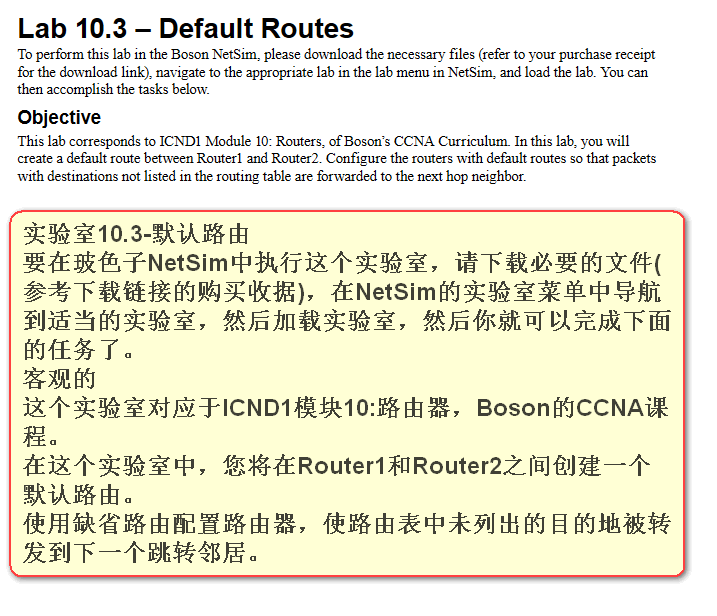 Lab 10.3 – Default Routes
To perform this lab in the Boson NetSim, please download the necessary files (refer to your purchase receipt
for the download link), navigate to the appropriate lab in the lab menu in NetSim, and load the lab. You can
then accomplish the tasks below.
Objective
This lab corresponds to ICND1 Module 10: Routers, of Boson’s CCNA Curriculum. In this lab, you will
create a default route between Router1 and Router2. Configure the routers with default routes so that packets
with destinations not listed in the routing table are forwarded to the next hop neighbor.
实验室10.3-默认路由
要在玻色子NetSim中执行这个实验室，请下载必要的文件(
参考下载链接的购买收据)，在NetSim的实验室菜单中导航
到适当的实验室，然后加载实验室，然后你就可以完成下面
的任务了。
客观的
这个实验室对应于ICND1模块10:路由器，Boson的CCNA课
程。
在这个实验室中，您将在Router1和Router2之间创建一个
默认路由。
使用缺省路由配置路由器，使路由表中未列出的目的地被转
发到下一个跳转邻居。